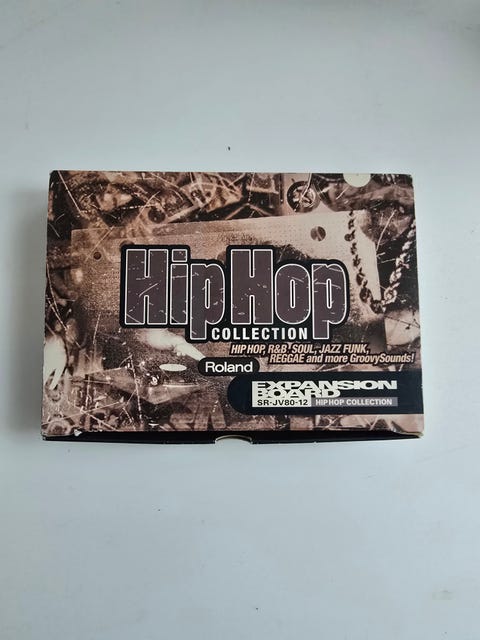 Hip Hop
COLLECTION
HIP HOP, R&B, SOUL, JAZZ FUNK,
REGGAE and more GroovySounds!
Roland
EXPANSION
BOARD
SR-JV80-12 HIP HOP COLLECTION